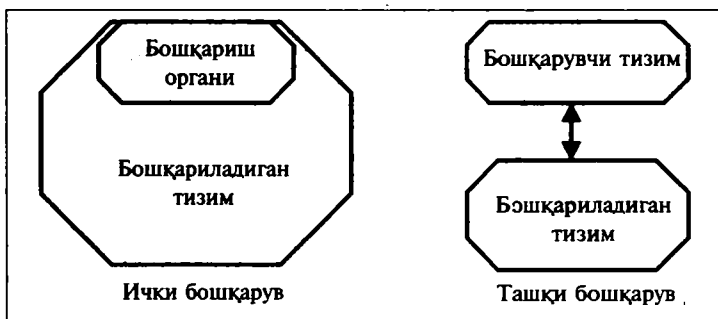 Бошқариш
органи
Бошқариладиган
тизим
Ички бошқарув
Бошқарувчи тизим
Бошқариладиган
тизим
Ташқи бошқарув